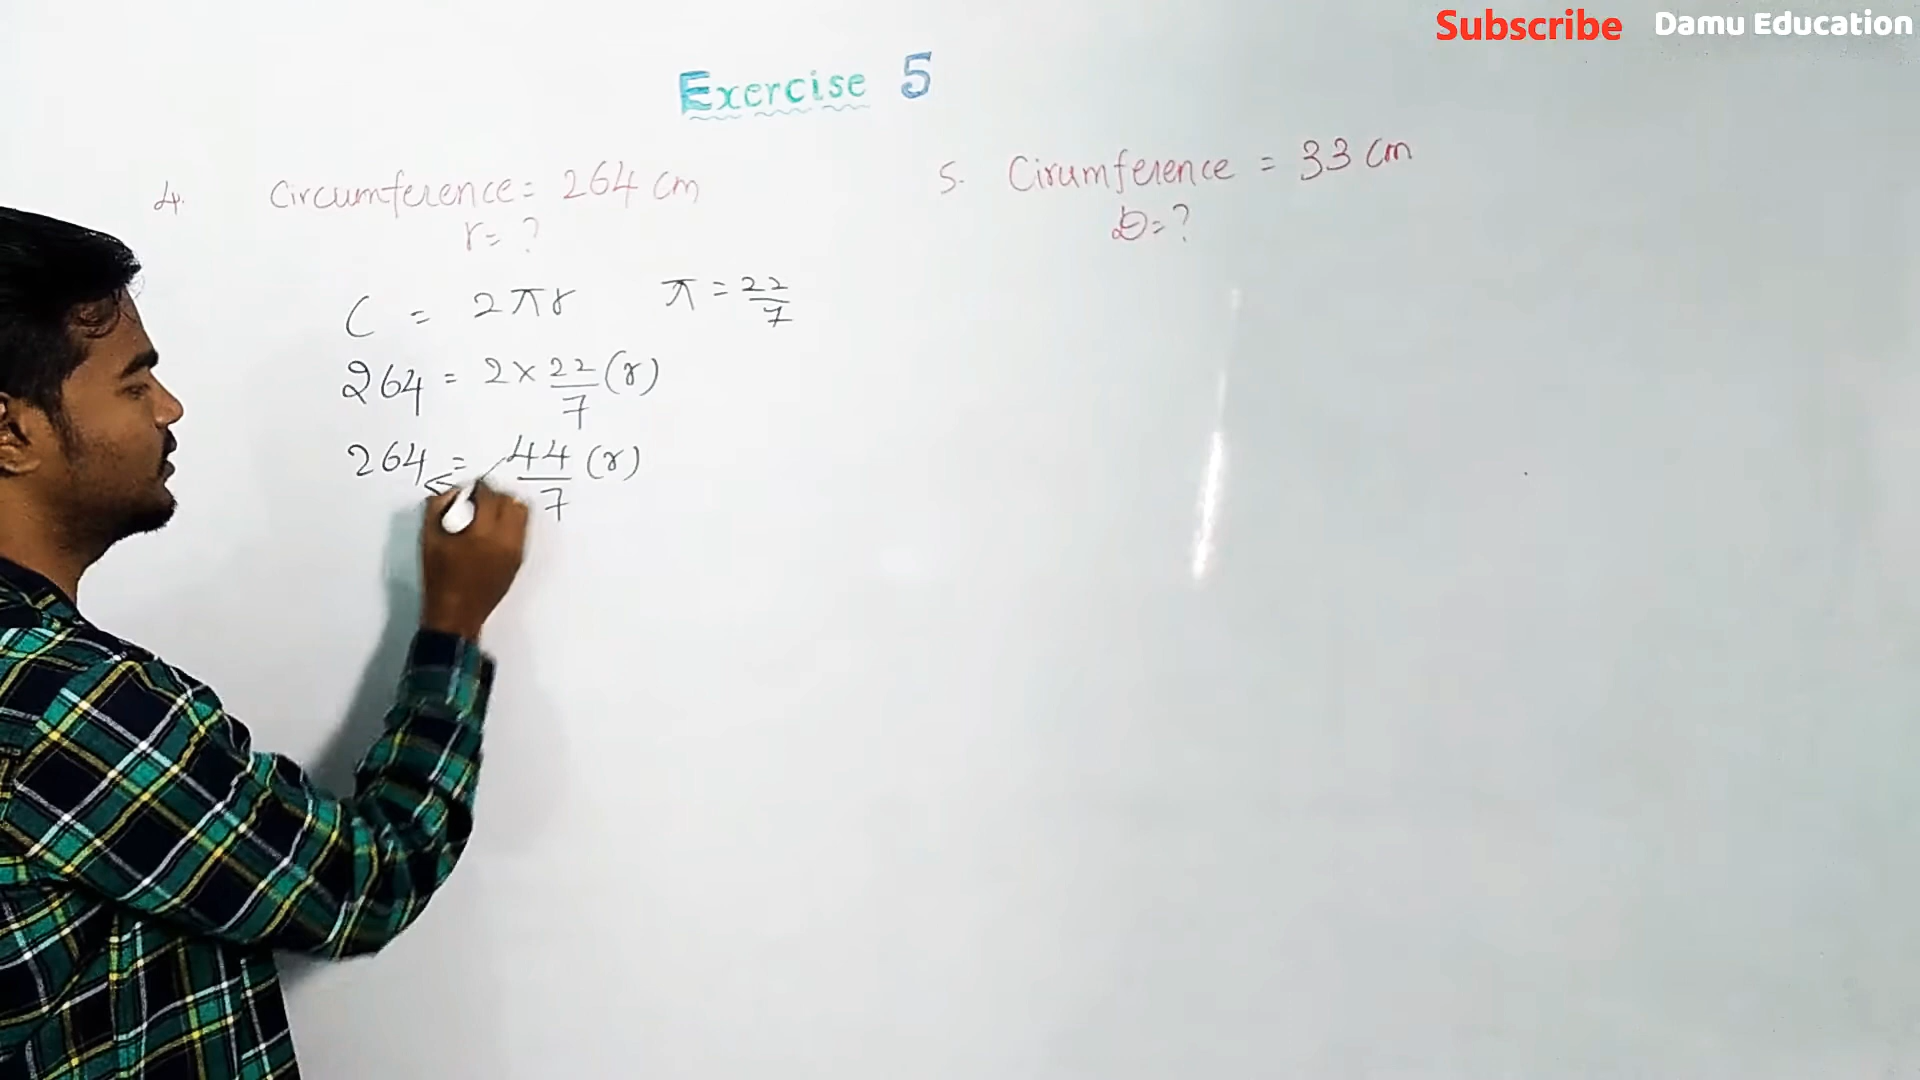 Subscribe Damu Education
Exercise 5
4. Circumference = 264 cm
r = ?
C = 2πr π = 22/7
264 = 2 × 22/7 (r)
264 = 44/7 (r)
5. Cirumference = 33 cm
D = ?